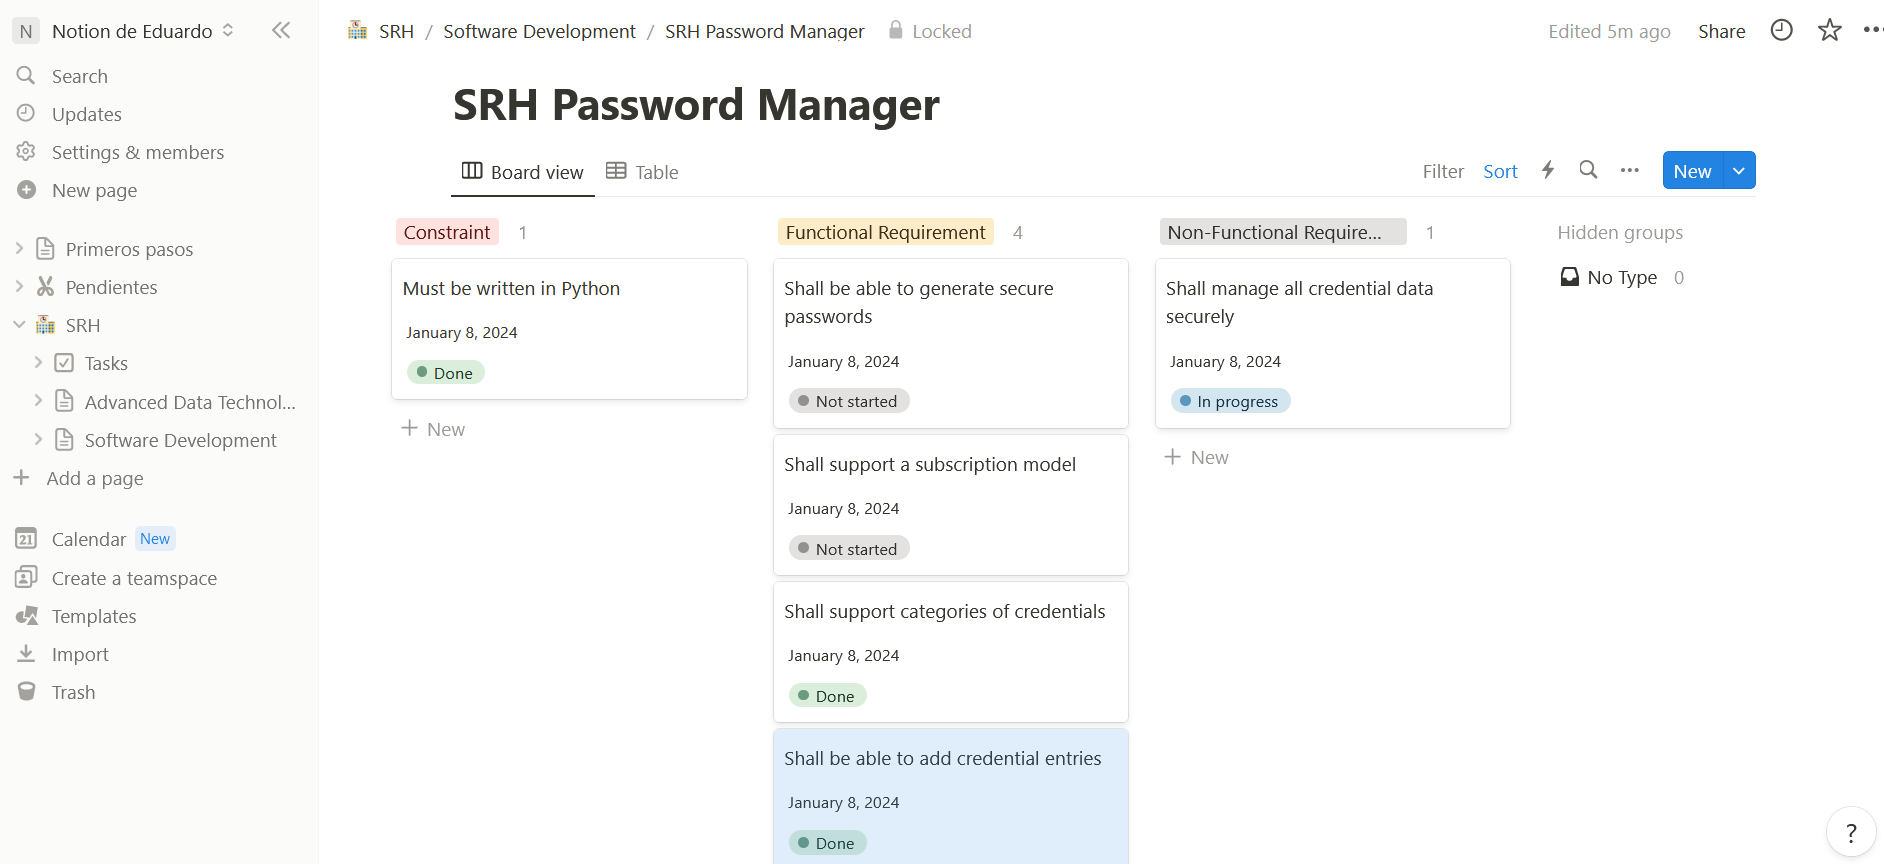 N Notion de Eduardo
Search
Updates
Settings & members
New page
Primeros pasos
Pendientes
SRH
Tasks
Advanced Data Technol...
Software Development
Add a page
21 Calendar New
Create a teamspace
Templates
Import
Trash
SRH / Software Development / SRH Password Manager Locked
Edited 5m ago Share
SRH Password Manager
Board view Table
Filter Sort New
Constraint 1
Must be written in Python
January 8, 2024
Done
+ New
Functional Requirement 4
Shall be able to generate secure
passwords
January 8, 2024
Not started
Shall support a subscription model
January 8, 2024
Not started
Shall support categories of credentials
January 8, 2024
Done
Shall be able to add credential entries
January 8, 2024
Done
Non-Functional Require... 1
Shall manage all credential data
securely
January 8, 2024
In progress
+ New
Hidden groups
No Type 0
?